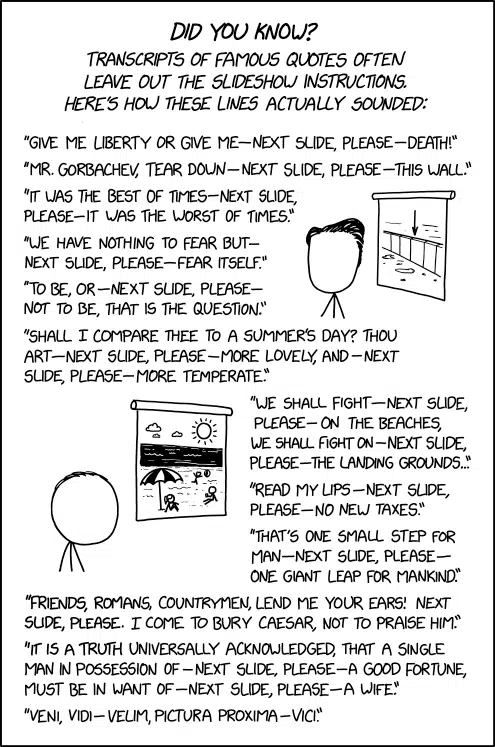 DID YOU KNOW?
TRANSCRIPTS OF FAMOUS QUOTES OFTEN
LEAVE OUT THE SLIDESHOW INSTRUCTIONS.
HERE'S HOW THESE LINES ACTUALLY SOUNDED:
"GIVE ME LIBERTY OR GIVE ME—NEXT SLIDE, PLEASE—DEATH!"
"MR. GORBACHEV, TEAR DOWN—NEXT SLIDE, PLEASE—THIS WALL."
"IT WAS THE BEST OF TIMES—NEXT SLIDE,
PLEASE—IT WAS THE WORST OF TIMES."
"WE HAVE NOTHING TO FEAR BUT—
NEXT SLIDE, PLEASE—FEAR ITSELF."
"TO BE, OR—NEXT SLIDE, PLEASE—
NOT TO BE, THAT IS THE QUESTION."
"SHALL I COMPARE THEE TO A SUMMER'S DAY? THOU
ART—NEXT SLIDE, PLEASE—MORE LOVELY, AND—NEXT
SLIDE, PLEASE—MORE TEMPERATE."
"WE SHALL FIGHT—NEXT SLIDE,
PLEASE—ON THE BEACHES,
WE SHALL FIGHT ON—NEXT SLIDE,
PLEASE—THE LANDING GROUNDS..."
"READ MY LIPS—NEXT SLIDE,
PLEASE—NO NEW TAXES."
"THAT'S ONE SMALL STEP FOR
MAN—NEXT SLIDE, PLEASE—
ONE GIANT LEAP FOR MANKIND."
"FRIENDS, ROMANS, COUNTRYMEN, LEND ME YOUR EARS! NEXT
SLIDE, PLEASE. I COME TO BURY CAESAR, NOT TO PRAISE HIM."
"IT IS A TRUTH UNIVERSALLY ACKNOWLEDGED, THAT A SINGLE
MAN IN POSSESSION OF—NEXT SLIDE, PLEASE—A GOOD FORTUNE,
MUST BE IN WANT OF—NEXT SLIDE, PLEASE—A WIFE."
"VENI, VIDI—VELIM, PICTURA PROXIMA—VICI."